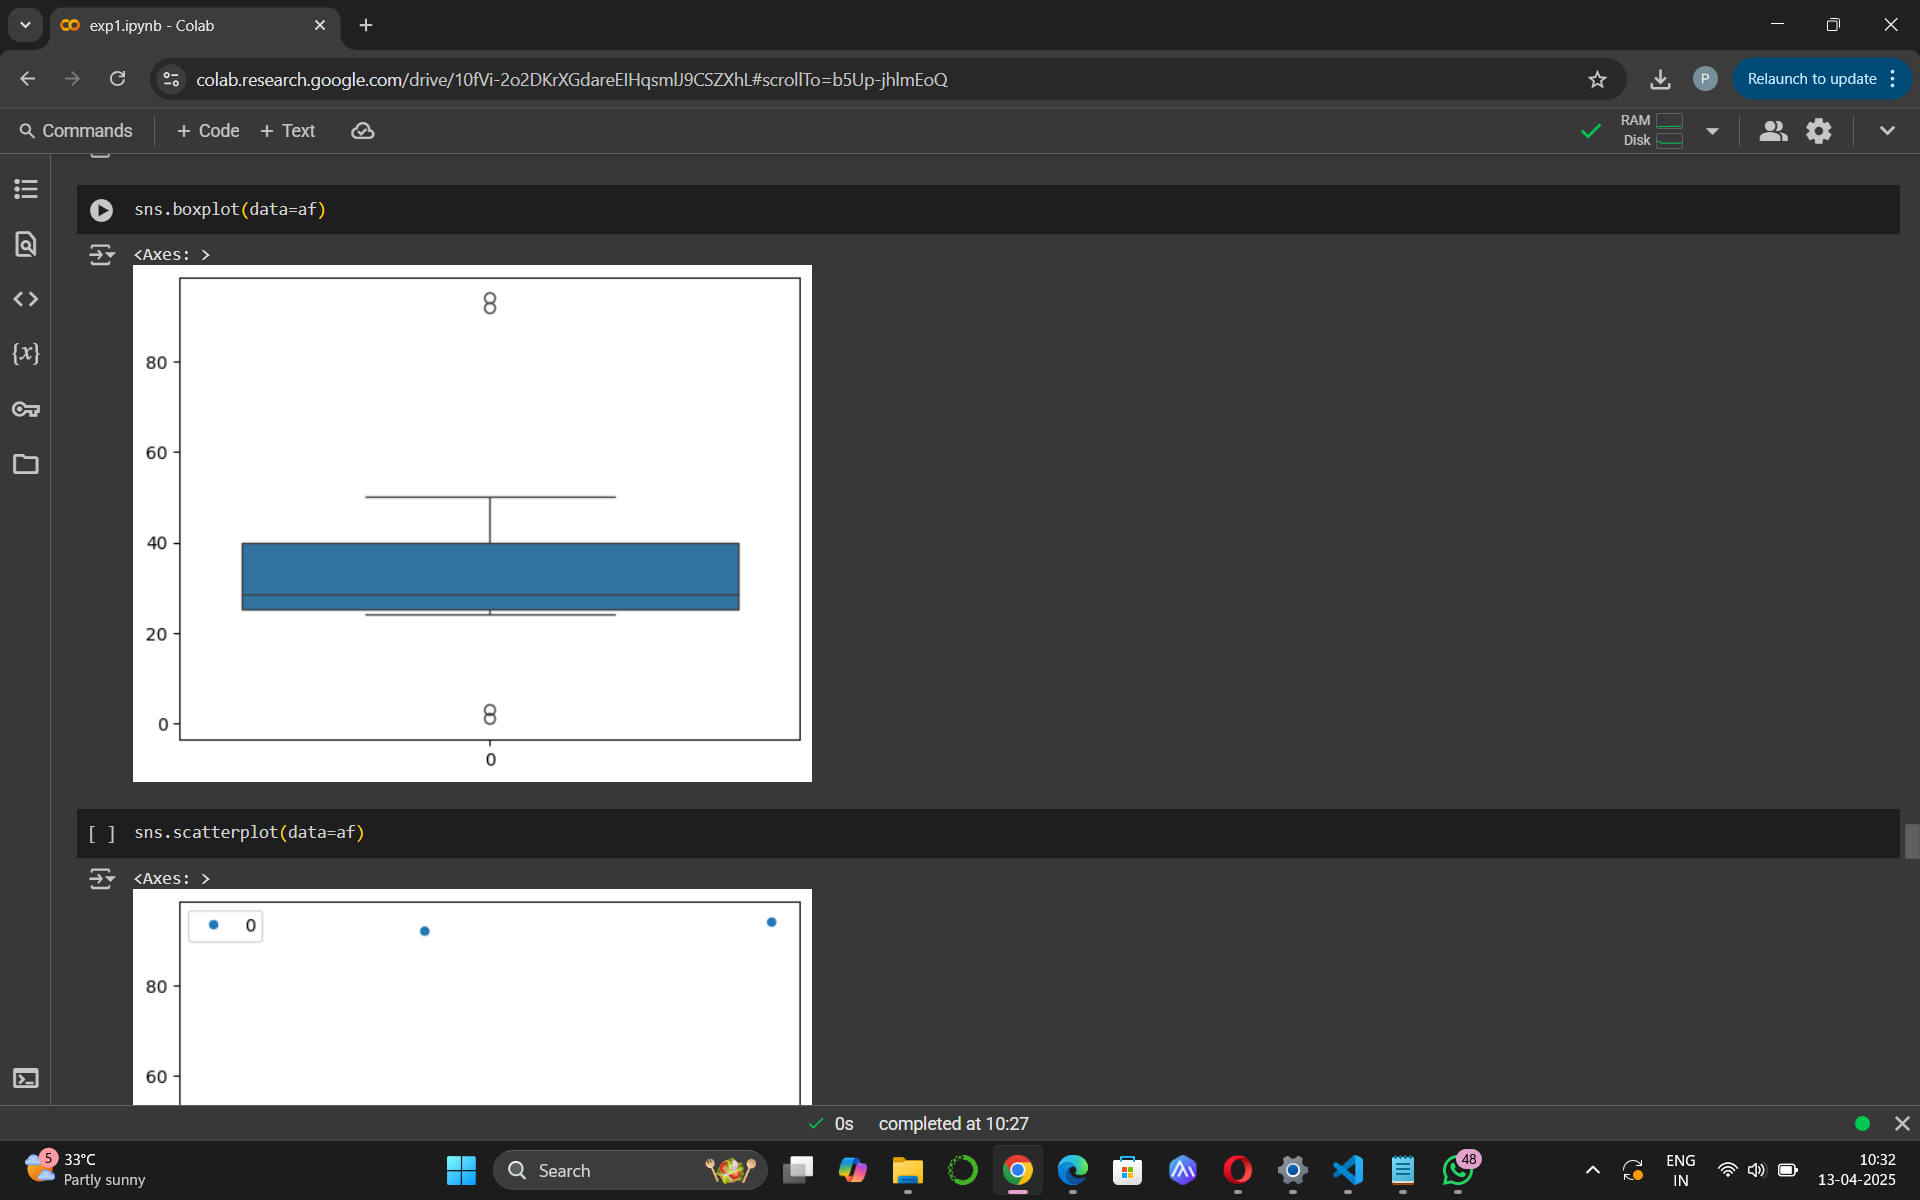 exp1.ipynb - Colab
colab.research.google.com/drive/10fVi-2o2DKrXGdareEIHqsmlJ9CSZXhL#scrollTo=b5Up-jhlmEoQ
P
Relaunch to update
Commands
+ Code
+ Text
RAM
Disk
sns.boxplot(data=af)
<Axes: >
80
60
40
20
0
0
[ ] sns.scatterplot(data=af)
<Axes: >
0
80
60
{x}
0s completed at 10:27
5
33°C
Partly sunny
Search
48
ENG
IN
10:32
13-04-2025